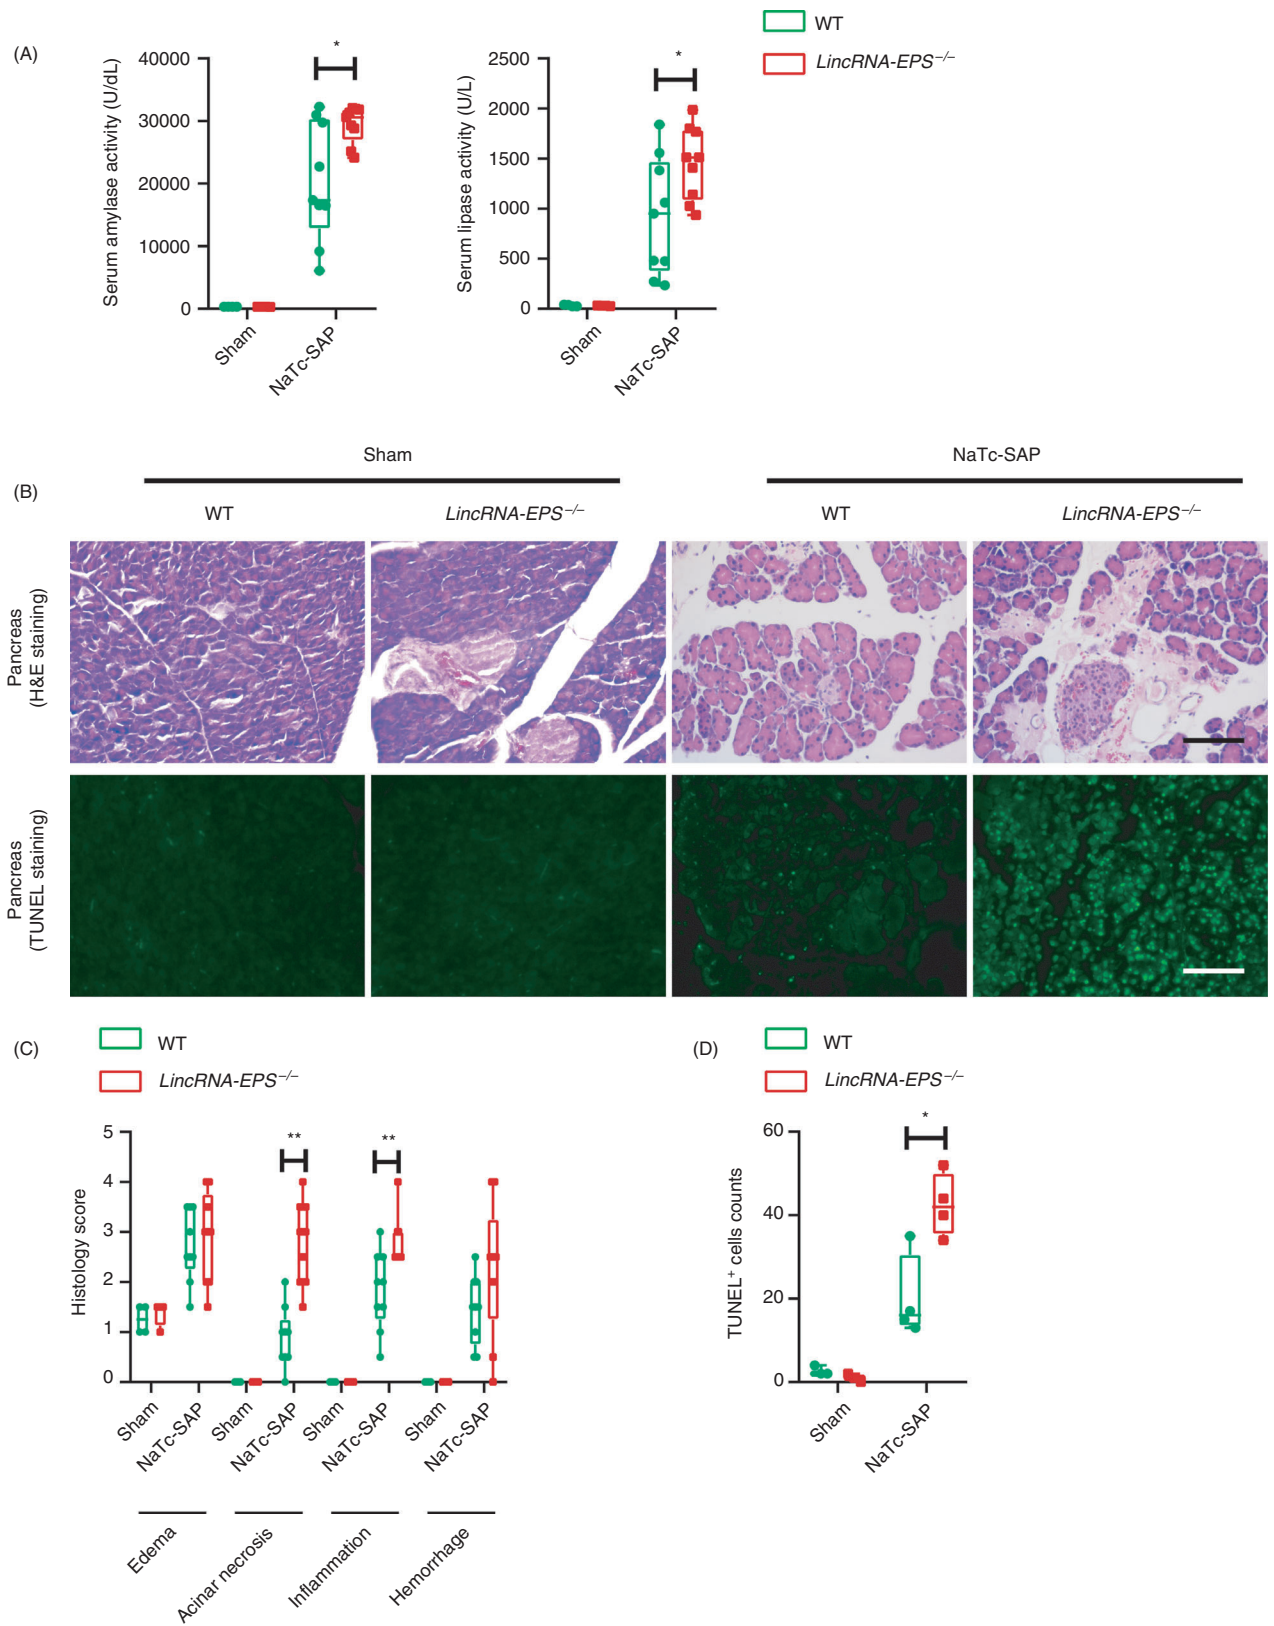 WT
LincRNA-EPS−/−
(A)
Serum amylase activity (U/dL)
40000
30000
20000
10000
0
*
Sham
NaTc-SAP
Serum lipase activity (U/L)
2500
2000
1500
1000
500
0
*
Sham
NaTc-SAP
(B)
Sham
NaTc-SAP
WT
LincRNA-EPS−/−
WT
LincRNA-EPS−/−
Pancreas
(H&E staining)
Pancreas
(TUNEL staining)
(C)
WT
LincRNA-EPS−/−
Histology score
5
4
3
2
1
0
**
**
Sham
NaTc-SAP
Sham
NaTc-SAP
Sham
NaTc-SAP
Sham
NaTc-SAP
Edema
Acinar necrosis
Inflammation
Hemorrhage
(D)
WT
LincRNA-EPS−/−
TUNEL+ cells counts
60
40
20
0
*
Sham
NaTc-SAP